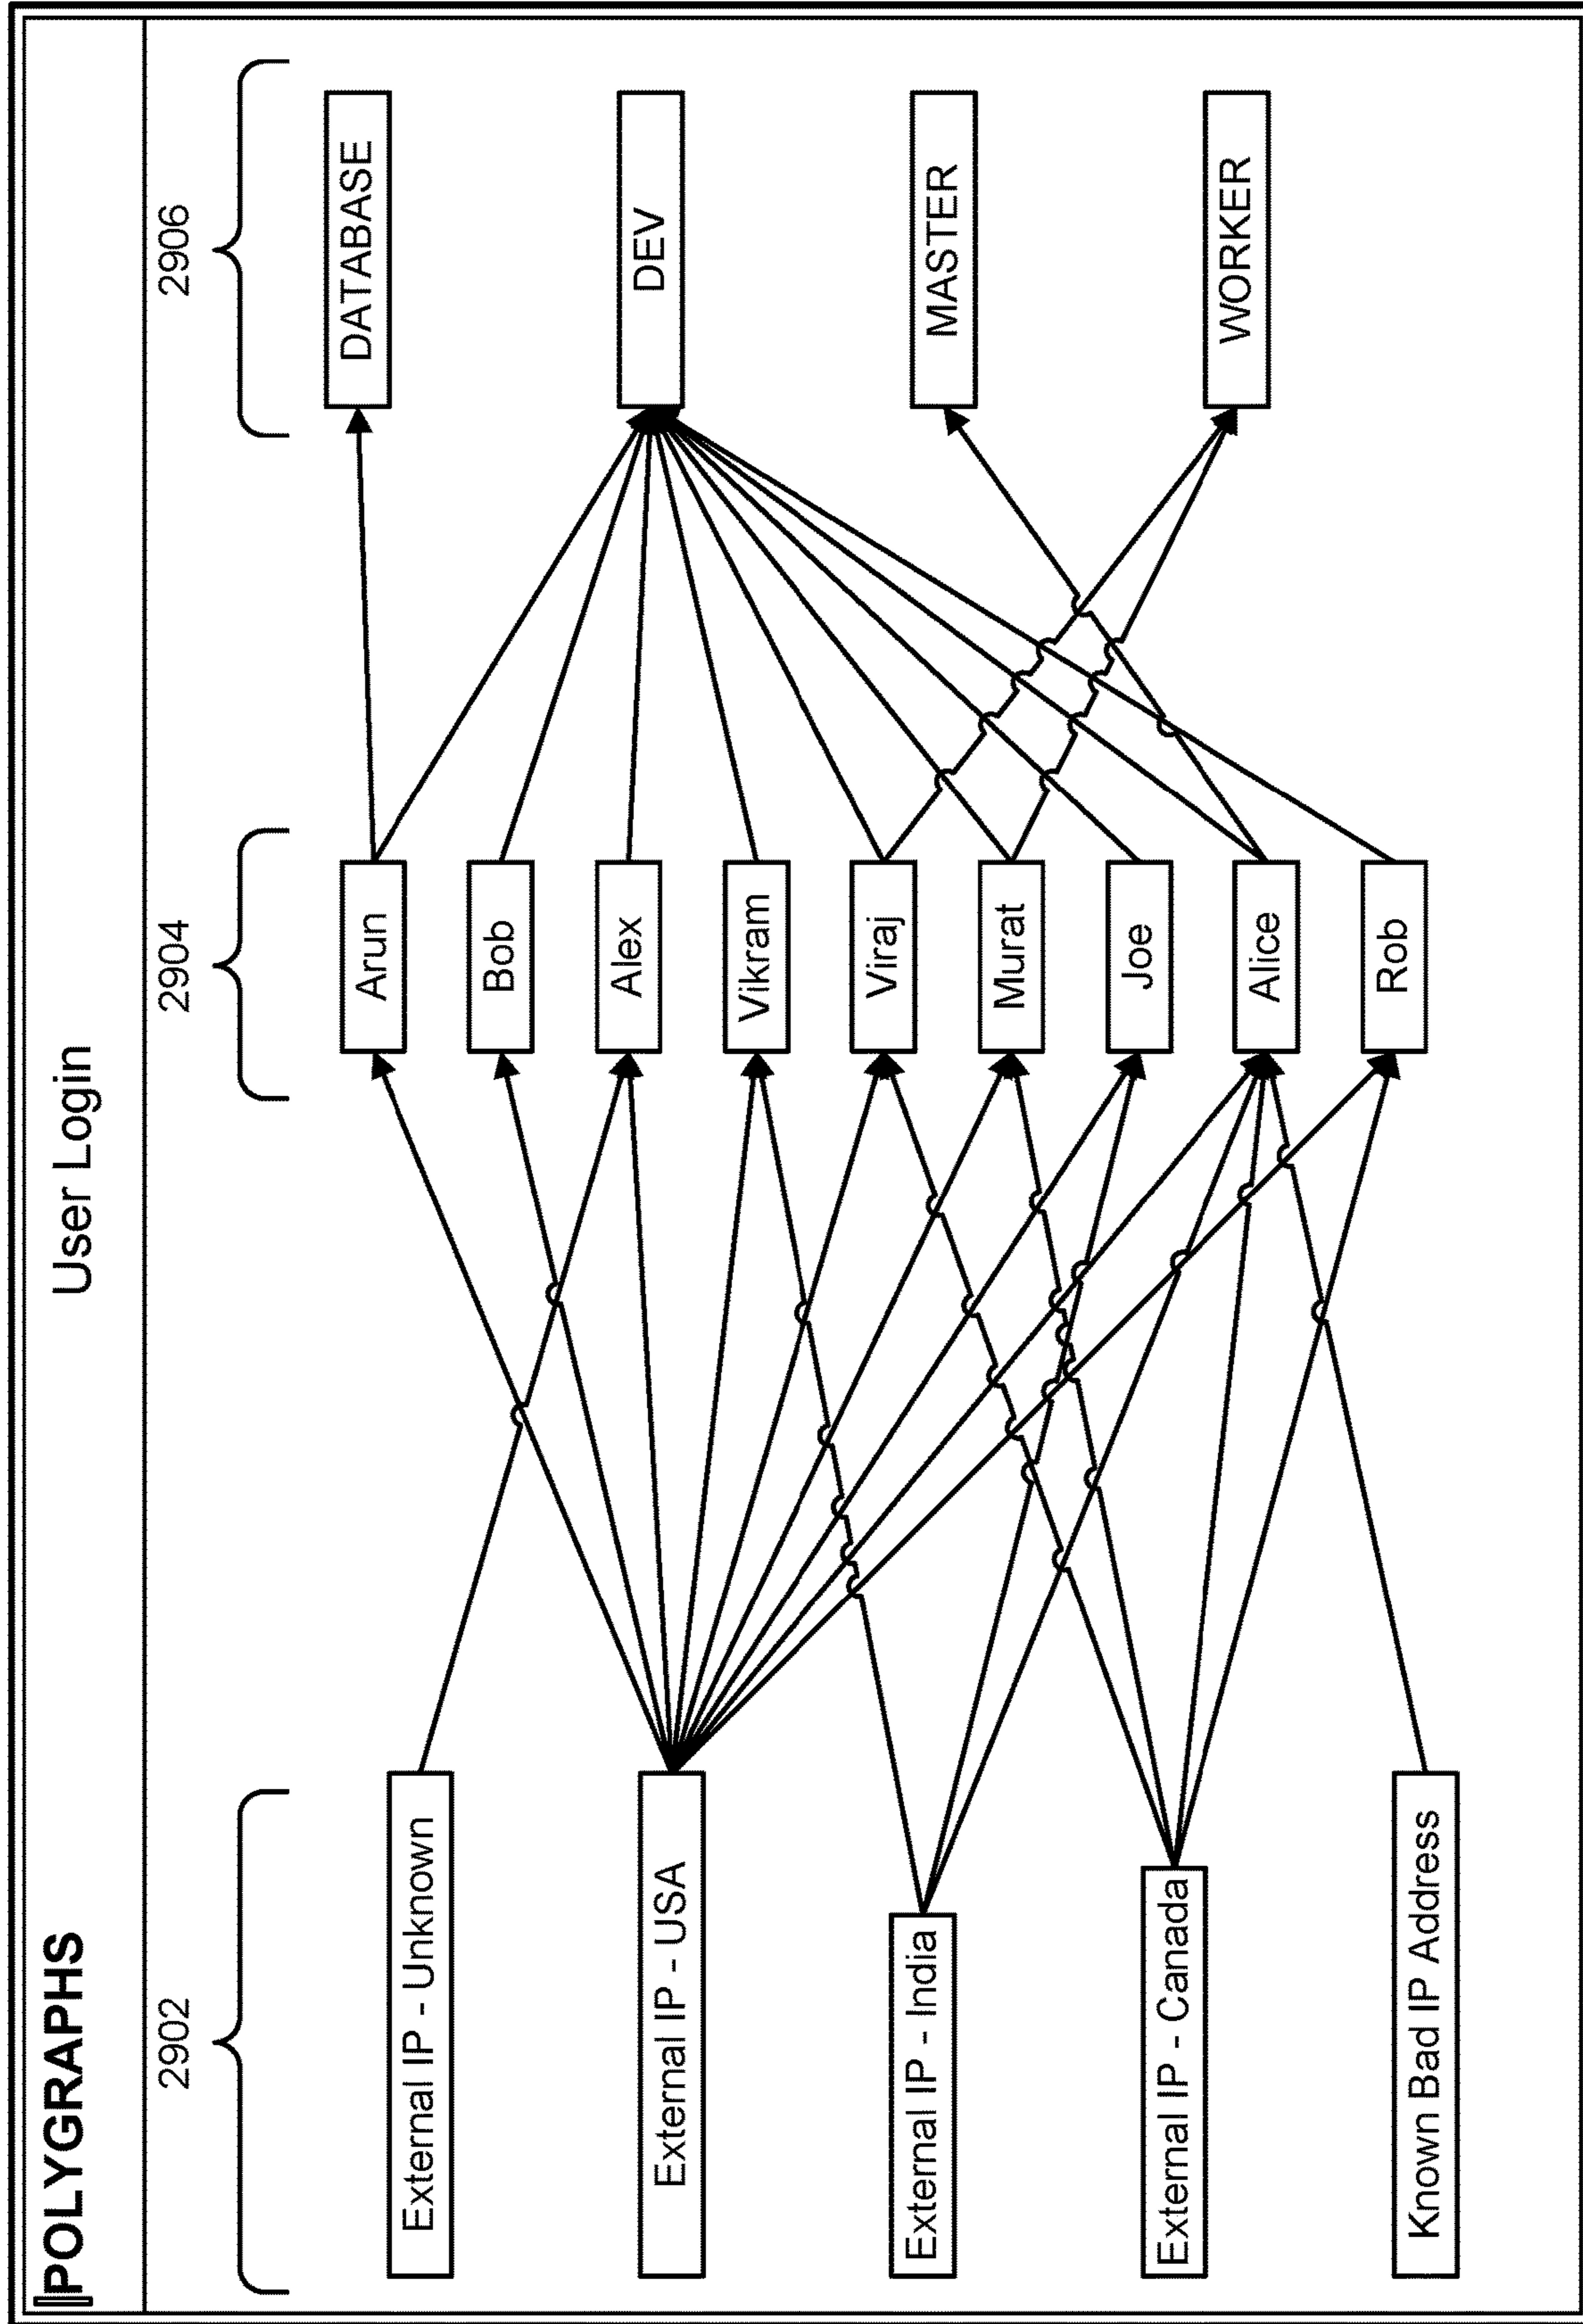 POLYGRAPHS
User Login
2902
2904
2906
External IP - Unknown
External IP - USA
External IP - India
External IP - Canada
Known Bad IP Address
Arun
Bob
Alex
Vikram
Viraj
Murat
Joe
Alice
Rob
DATABASE
DEV
MASTER
WORKER